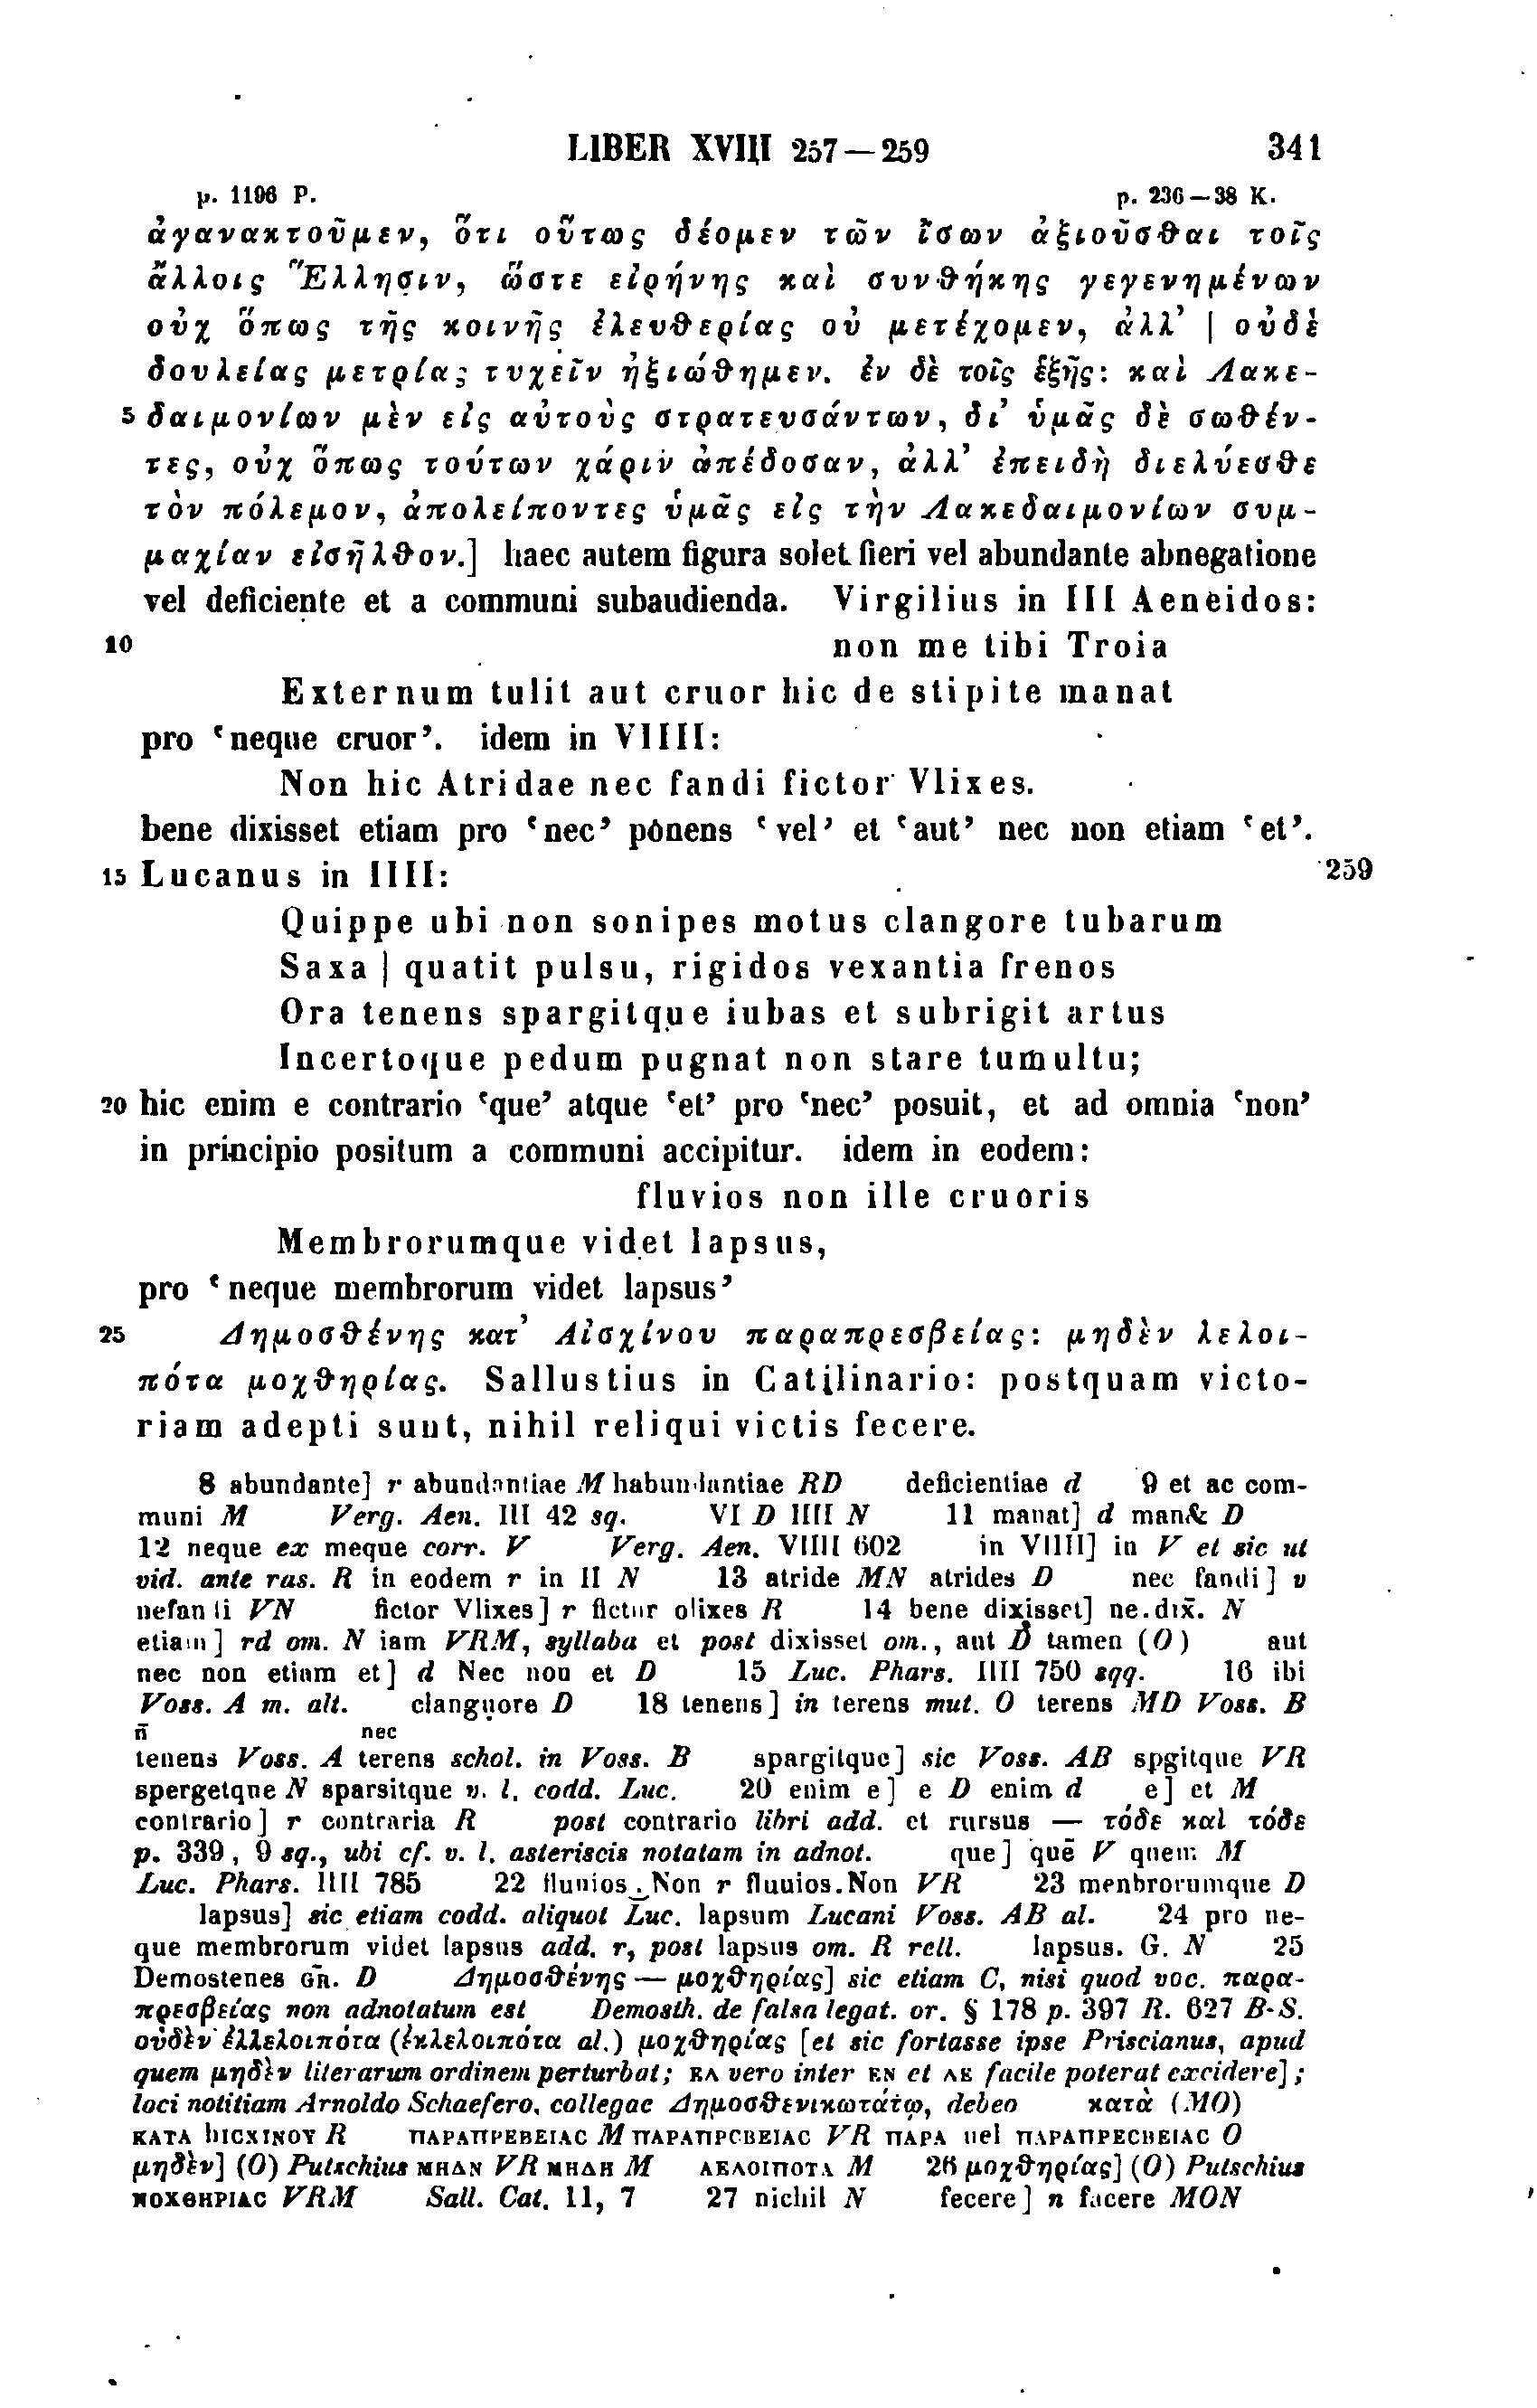 LIBER XVIII 257—259 341
p. 1196 P. p. 236—38 K.
ἀγανακτοῦμεν, ὅτι οὕτως δέομεν τῶν ἴσων ἀξιοῦσθαι τοῖς
ἄλλοις Ἕλλησιν, ὥστε εἰρήνης καὶ συνθήκης γεγενημένων
οὐχ ὅπως τῆς κοινῆς ἐλευθερίας οὐ μετέχομεν, ἀλλ’ | οὐδὲ
δουλείας μετρίας τυχεῖν ἠξιώθημεν. ἐν δὲ τοῖς ἑξῆς: καὶ Λακε-
5 δαιμονίων μὲν εἰς αὐτοὺς στρατευσάντων, δι’ ὑμᾶς δὲ σωθέν-
τες, οὐχ ὅπως τούτων χάριν ἀπέδοσαν, ἀλλ’ ἐπειδὴ διελύεσθε
τὸν πόλεμον, ἀπολείποντες ὑμᾶς εἰς τὴν Λακεδαιμονίων συμ-
μαχίαν εἰσῆλθον.] haec autem figura solet fieri vel abundante abnegatione
vel deficiente et a communi subaudienda. Virgilius in III Aeneidos:
10 non me tibi Troia
Externum tulit aut cruor hic de stipite manat
pro ‘neque cruor’. idem in VIIII:
Non hic Atridae nec fandi fictor Vlixes.
bene dixisset etiam pro ‘nec’ ponens ‘vel’ et ‘aut’ nec non etiam ‘et’.
15 Lucanus in IIII: 259
Quippe ubi non sonipes motus clangore tubarum
Saxa | quatit pulsu, rigidos vexantia frenos
Ora tenens spargitque iubas et subrigit artus
Incertoque pedum pugnat non stare tumultu;
20 hic enim e contrario ‘que’ atque ‘et’ pro ‘nec’ posuit, et ad omnia ‘non’
in principio positum a communi accipitur. idem in eodem:
fluvios non ille cruoris
Membrorumque videt lapsus,
pro ‘neque membrorum videt lapsus’
25 Δημοσθένης κατ’ Αἰσχίνου παραπρεσβείας: μηδὲν λελοι-
πότα μοχθηρίας. Sallustius in Catilinario: postquam victo-
riam adepti sunt, nihil reliqui victis fecere.
8 abundante] r abundantiae M habundantiae RD deficientiae d 9 et ac com-
muni M Verg. Aen. III 42 sq. VI D IIII N 11 manat] d man& D
12 neque ex meque corr. V Verg. Aen. VIIII 602 in VIIII] in V et sic ut
vid. ante ras. R in eodem r in II N 13 atride MN atrides D nec fandi] v
nefandi VN fictor Vlixes] r fictur olixes R 14 bene dixisset] ne.dix̄. N
etiam] rd om. N iam VRM, syllaba et post dixisset om., aut D tamen (O) aut
nec non etiam et] d Nec non et D 15 Luc. Phars. IIII 750 sqq. 16 ibi
Voss. A m. alt. clanguore D 18 tenens] in terens mut. O terens MD Voss. B
n̄ nec
tenens Voss. A terens schol. in Voss. B spargitque] sic Voss. AB spgitque VR
spergetque N sparsitque v. l. codd. Luc. 20 enim e] e D enim d e] et M
contrario] r contraria R post contrario libri add. et rursus — τόδε καὶ τόδε
p. 339, 9 sq., ubi cf. v. l. asteriscis notatam in adnot. que] quē V quem M
Luc. Phars. IIII 785 22 fluuios. Non r fluuios.Non VR 23 menbrorumque D
lapsus] sic etiam codd. aliquot Luc. lapsum Lucani Voss. AB al. 24 pro ne-
que membrorum videt lapsus add. r, post lapsus om. R rell. lapsus. G. N 25
Demostenes GR̄. D Δημοσθένης — μοχθηρίας] sic etiam C, nisi quod voc. παρα-
πρεσβείας non adnotatum est Demosth. de falsa legat. or. § 178 p. 397 R. 627 B-S.
οὐδὲν ἐλλελοιπότα (ἐκλελοιπότα al.) μοχθηρίας [et sic fortasse ipse Priscianus, apud
quem μηδὲν literarum ordinem perturbat; ΕΛ vero inter ΕΝ et ΛΕ facile poterat excidere];
loci notitiam Arnoldo Schaefero, collegae Δημοσθενικωτάτῳ, debeo κατὰ (MO)
ΚΑΤΑ hICXINOY R ΠΑΡΑΠΡΕΒΕΙΑC M ΠΑΡΑΠΡCΒΕΙΑC VR ΠΑΡΑ uel ΠΑΡΑΠΡΕCΗΕΙΑC O
μηδὲν] (O) Putschius ΜΗΔΝ VR ΜΗΔΗ M ΛΕΛΟΙΠΟΤΑ M 26 μοχθηρίας] (O) Putschius
ΝΟΧΘΗΡΙΑC VRM Sall. Cat. 11, 7 27 nichil N fecere] n facere MON